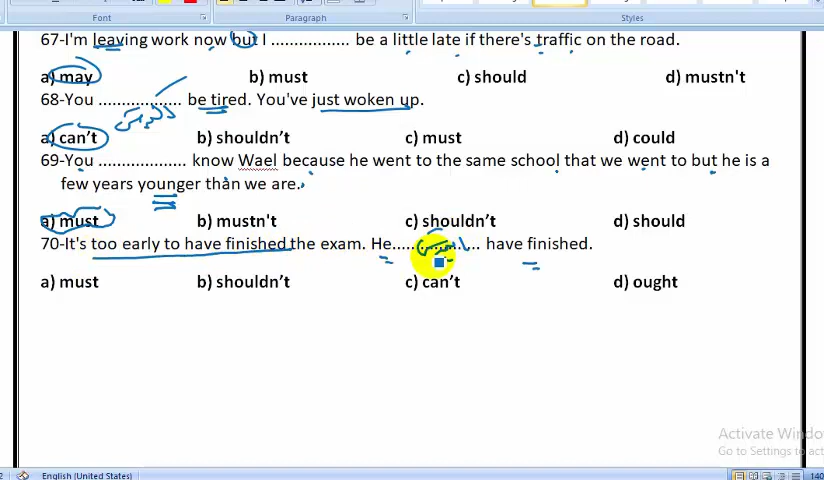 Font
Paragraph
Styles
67-I'm leaving work now but I .................. be a little late if there's traffic on the road.
a) may b) must c) should d) mustn't
68-You ................... be tired. You've just woken up.
a) can't b) shouldn't c) must d) could
69-You ................... know Wael because he went to the same school that we went to but he is a
few years younger than we are.
a) must b) mustn't c) shouldn't d) should
70-It's too early to have finished the exam. He................... have finished.
a) must b) shouldn't c) can't d) ought
Activate Windo
Go to Settings to act
2 English (United States) 140